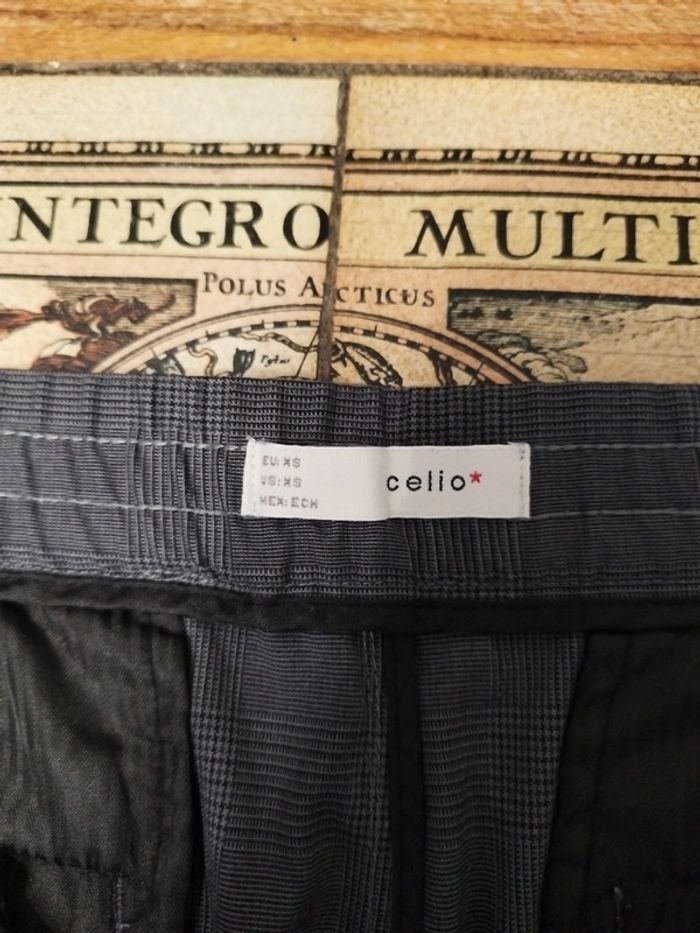 NTEGRO MULTI
POLUS ARCTICUS
EU: XS
US: XS
MEX: ECH
celio*